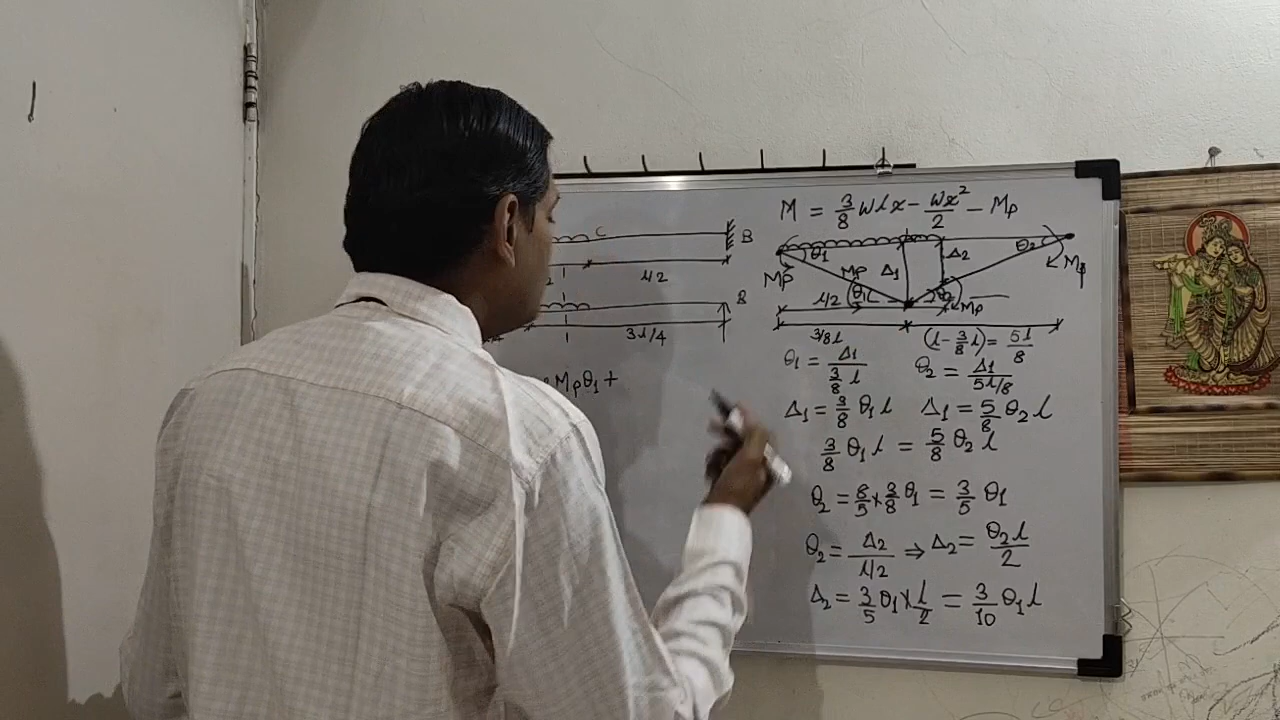 C
B
2
l/2
B
3l/4
MPθ1 +
M = 3/8 wlx - wx²/2 - MP
θ1
Δ1
Δ2
θ2
MP
MP
MP
l/2
θ1
θ2
MP
3/8 l
(l - 3/8 l) = 5l/8
θ1 = Δ1/(3/8 l)
θ2 = Δ1/(5l/8)
Δ1 = 3/8 θ1 l
Δ1 = 5/8 θ2 l
3/8 θ1 l = 5/8 θ2 l
θ2 = 8/5 × 3/8 θ1 = 3/5 θ1
θ2 = Δ2/(l/2) ⇒ Δ2 = θ2 l/2
Δ2 = 3/5 θ1 × l/2 = 3/10 θ1 l